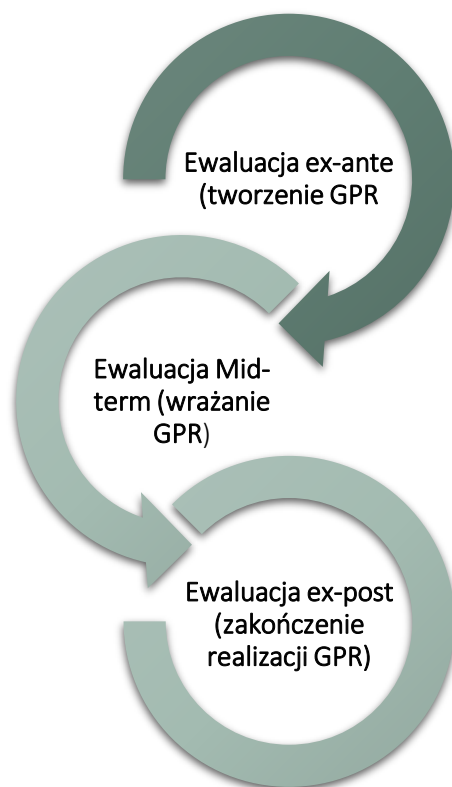 Ewaluacja ex-ante
(tworzenie GPR
Ewaluacja Mid-
term (wrażanie
GPR)
Ewaluacja ex-post
(zakończenie
realizacji GPR)